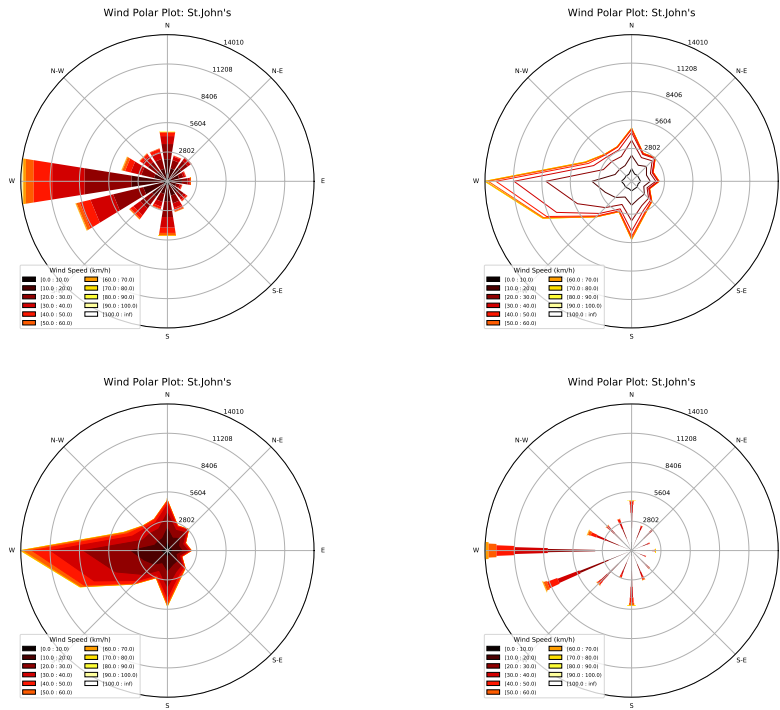 Wind Polar Plot: St.John's
N
14010
N-W
N-E
11208
8406
5604
2802
W
E
Wind Speed (km/h)
[0.0 : 10.0)
[60.0 : 70.0)
[10.0 : 20.0)
[70.0 : 80.0)
[20.0 : 30.0)
[80.0 : 90.0)
[30.0 : 40.0)
[90.0 : 100.0)
[40.0 : 50.0)
[100.0 : inf)
[50.0 : 60.0)
S-E
S
Wind Polar Plot: St.John's
N
14010
N-W
N-E
11208
8406
5604
2802
W
E
Wind Speed (km/h)
[0.0 : 10.0)
[60.0 : 70.0)
[10.0 : 20.0)
[70.0 : 80.0)
[20.0 : 30.0)
[80.0 : 90.0)
[30.0 : 40.0)
[90.0 : 100.0)
[40.0 : 50.0)
[100.0 : inf)
[50.0 : 60.0)
S-E
S
Wind Polar Plot: St.John's
N
14010
N-W
N-E
11208
8406
5604
2802
W
E
Wind Speed (km/h)
[0.0 : 10.0)
[60.0 : 70.0)
[10.0 : 20.0)
[70.0 : 80.0)
[20.0 : 30.0)
[80.0 : 90.0)
[30.0 : 40.0)
[90.0 : 100.0)
[40.0 : 50.0)
[100.0 : inf)
[50.0 : 60.0)
S-E
S
Wind Polar Plot: St.John's
N
14010
N-W
N-E
11208
8406
5604
2802
W
E
Wind Speed (km/h)
[0.0 : 10.0)
[60.0 : 70.0)
[10.0 : 20.0)
[70.0 : 80.0)
[20.0 : 30.0)
[80.0 : 90.0)
[30.0 : 40.0)
[90.0 : 100.0)
[40.0 : 50.0)
[100.0 : inf)
[50.0 : 60.0)
S-E
S